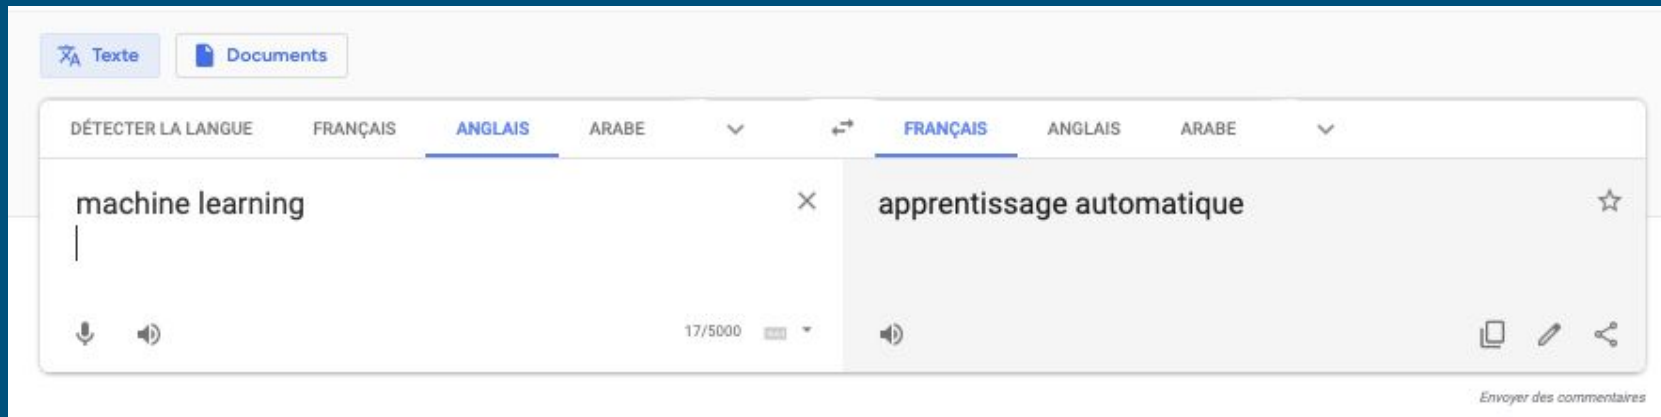 Texte Documents
DÉTECTER LA LANGUE FRANÇAIS ANGLAIS ARABE FRANÇAIS ANGLAIS ARABE
machine learning apprentissage automatique
17/5000
Envoyer des commentaires